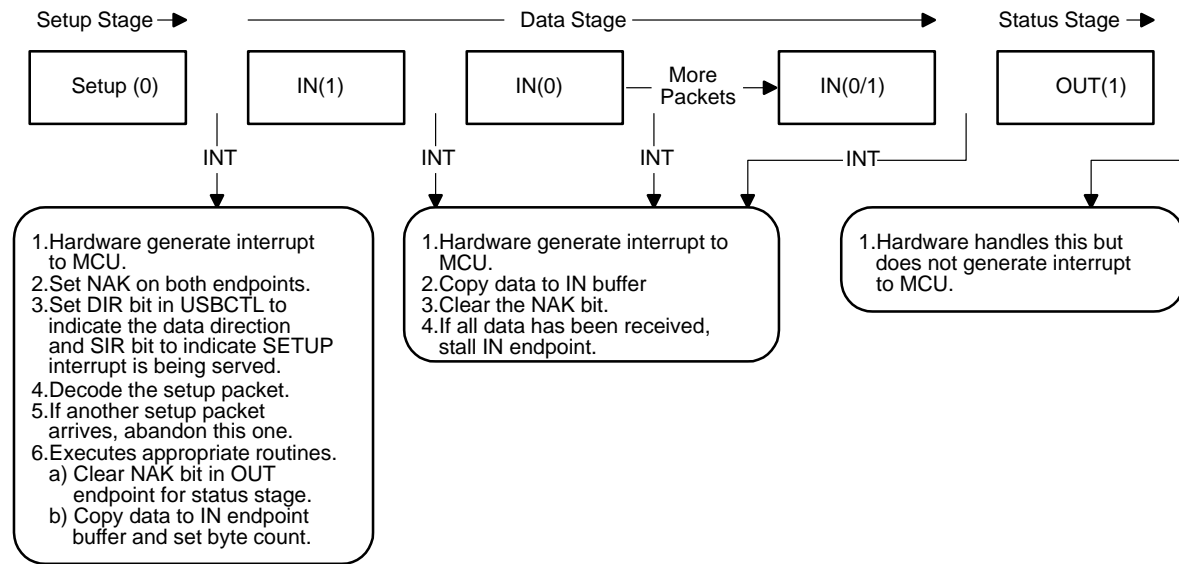 Setup Stage
Data Stage
Status Stage
Setup (0)
IN(1)
IN(0)
More
Packets
IN(0/1)
OUT(1)
INT
INT
INT
INT
1.Hardware generate interrupt
to MCU.
2.Set NAK on both endpoints.
3.Set DIR bit in USBCTL to
indicate the data direction
and SIR bit to indicate SETUP
interrupt is being served.
4.Decode the setup packet.
5.If another setup packet
arrives, abandon this one.
6.Executes appropriate routines.
a) Clear NAK bit in OUT
endpoint for status stage.
b) Copy data to IN endpoint
buffer and set byte count.
1.Hardware generate interrupt to
MCU.
2.Copy data to IN buffer
3.Clear the NAK bit.
4.If all data has been received,
stall IN endpoint.
1.Hardware handles this but
does not generate interrupt
to MCU.